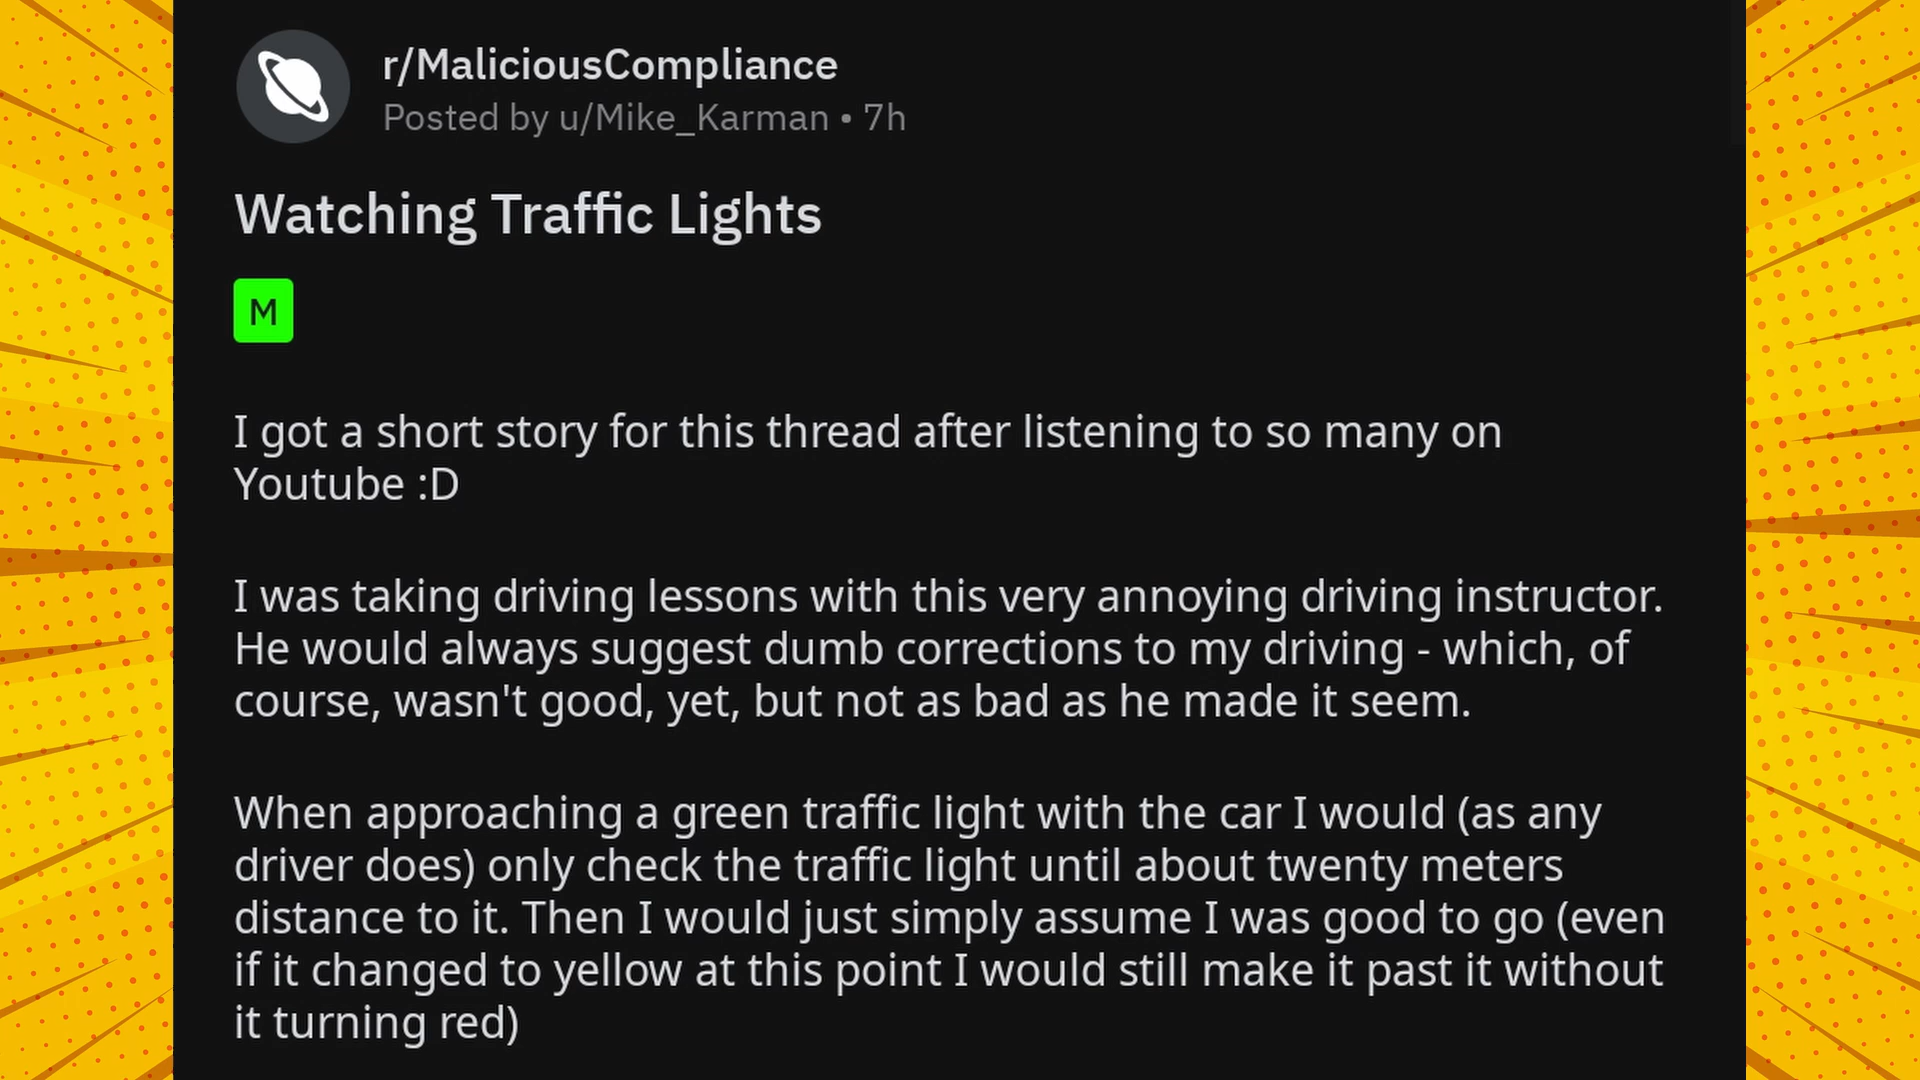 r/MaliciousCompliance
Posted by u/Mike_Karman • 7h
Watching Traffic Lights
M
I got a short story for this thread after listening to so many on
Youtube :D
I was taking driving lessons with this very annoying driving instructor.
He would always suggest dumb corrections to my driving - which, of
course, wasn't good, yet, but not as bad as he made it seem.
When approaching a green traffic light with the car I would (as any
driver does) only check the traffic light until about twenty meters
distance to it. Then I would just simply assume I was good to go (even
if it changed to yellow at this point I would still make it past it without
it turning red)